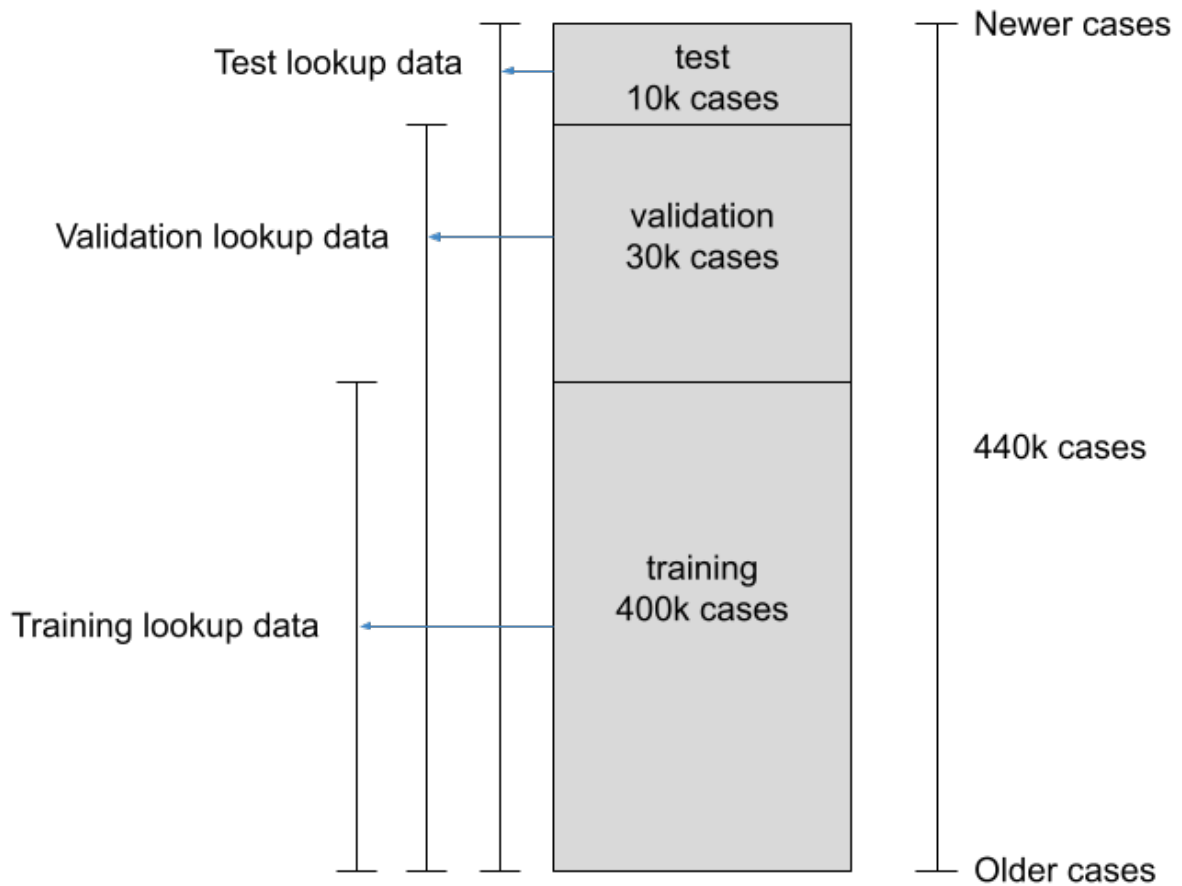 Newer cases
Test lookup data
test
10k cases
Validation lookup data
validation
30k cases
440k cases
training
400k cases
Training lookup data
Older cases